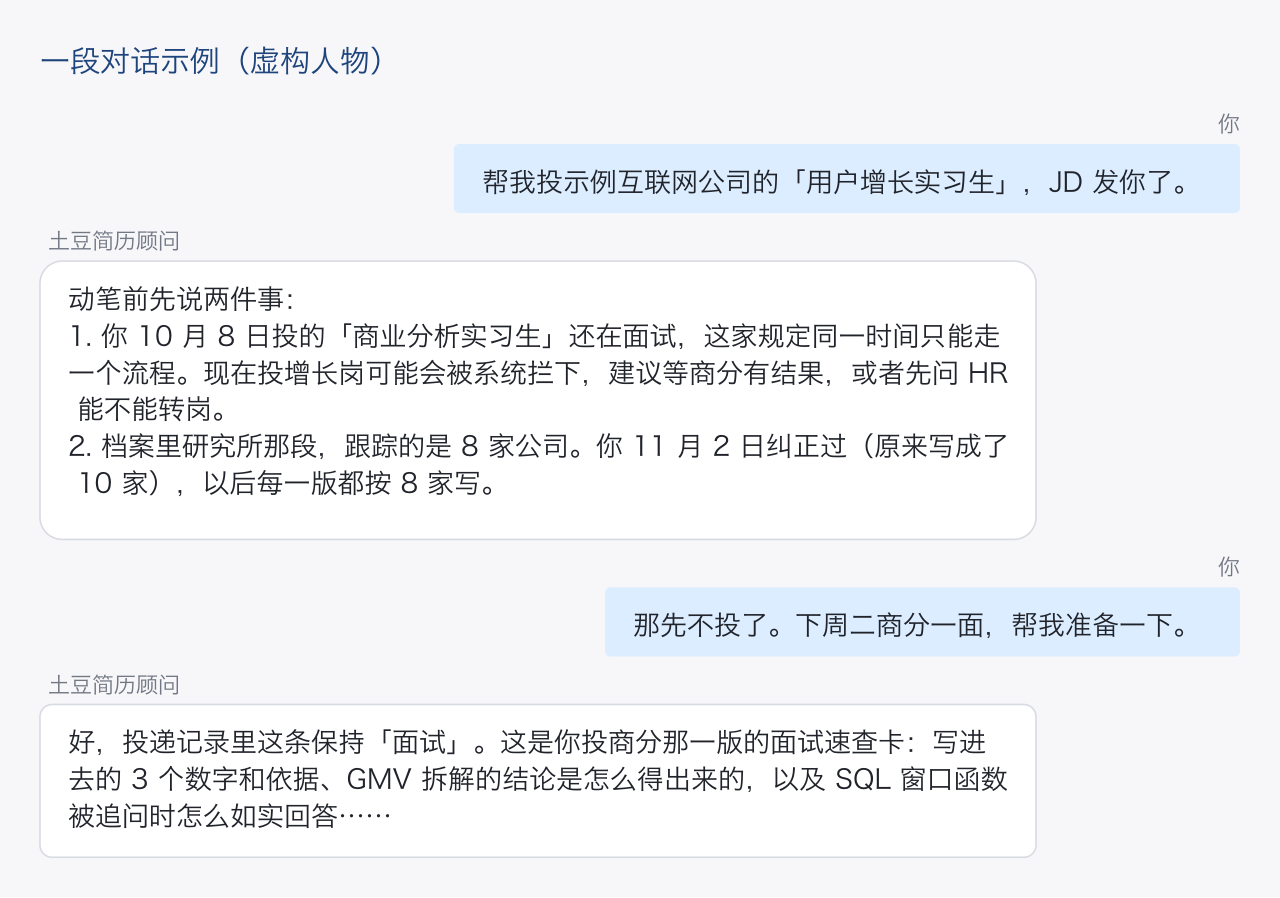 一段对话示例（虚构人物）
你
帮我投示例互联网公司的「用户增长实习生」，JD 发你了。
土豆简历顾问
动笔前先说两件事：
1. 你 10 月 8 日投的「商业分析实习生」还在面试，这家规定同一时间只能走
一个流程。现在投增长岗可能会被系统拦下，建议等商分有结果，或者先问 HR
能不能转岗。
2. 档案里研究所那段，跟踪的是 8 家公司。你 11 月 2 日纠正过（原来写成了
10 家），以后每一版都按 8 家写。
你
那先不投了。下周二商分一面，帮我准备一下。
土豆简历顾问
好，投递记录里这条保持「面试」。这是你投商分那一版的面试速查卡：写进
去的 3 个数字和依据、GMV 拆解的结论是怎么得出来的，以及 SQL 窗口函数
被追问时怎么如实回答……